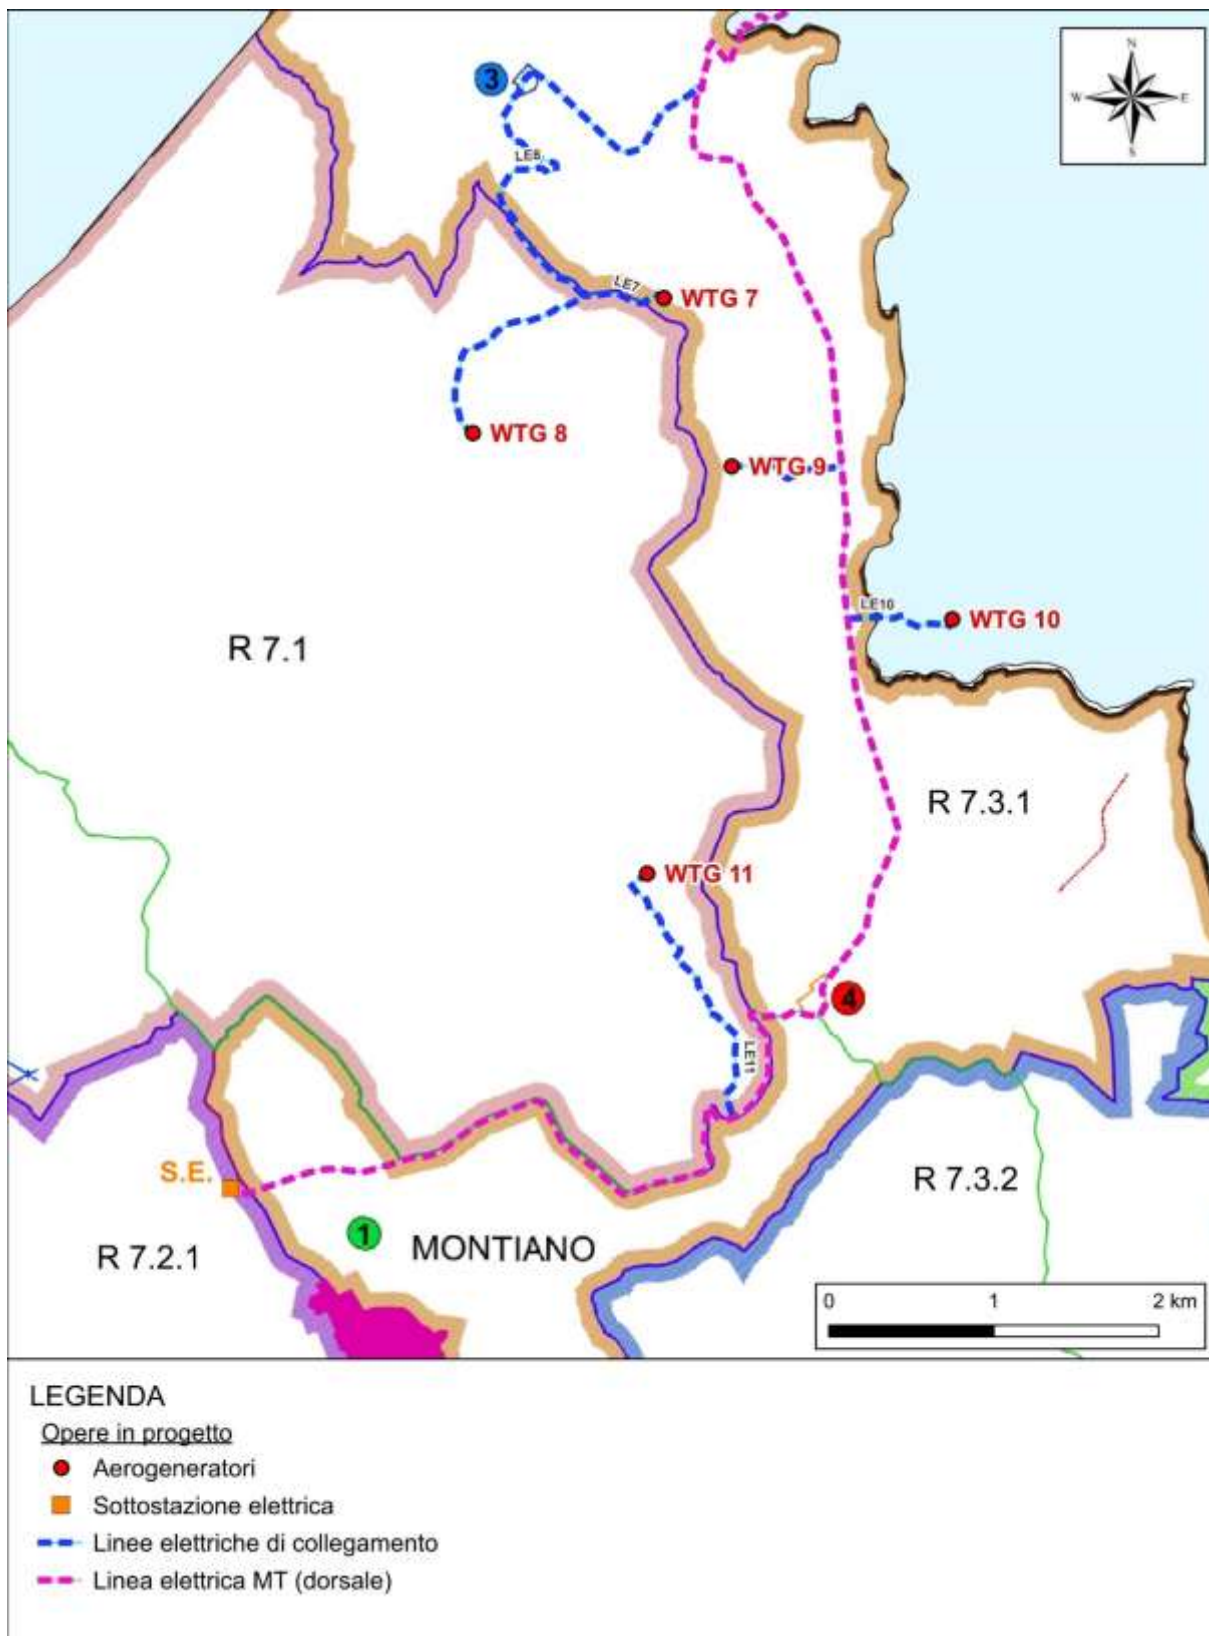 N
W E
S
3
LE8
LE7
WTG 7
WTG 8
WTG 9
LE10
WTG 10
R 7.1
R 7.3.1
WTG 11
4
LE11
S.E.
R 7.3.2
1
MONTIANO
R 7.2.1
0 1 2 km
LEGENDA
Opere in progetto
Aerogeneratori
Sottostazione elettrica
Linee elettriche di collegamento
Linea elettrica MT (dorsale)